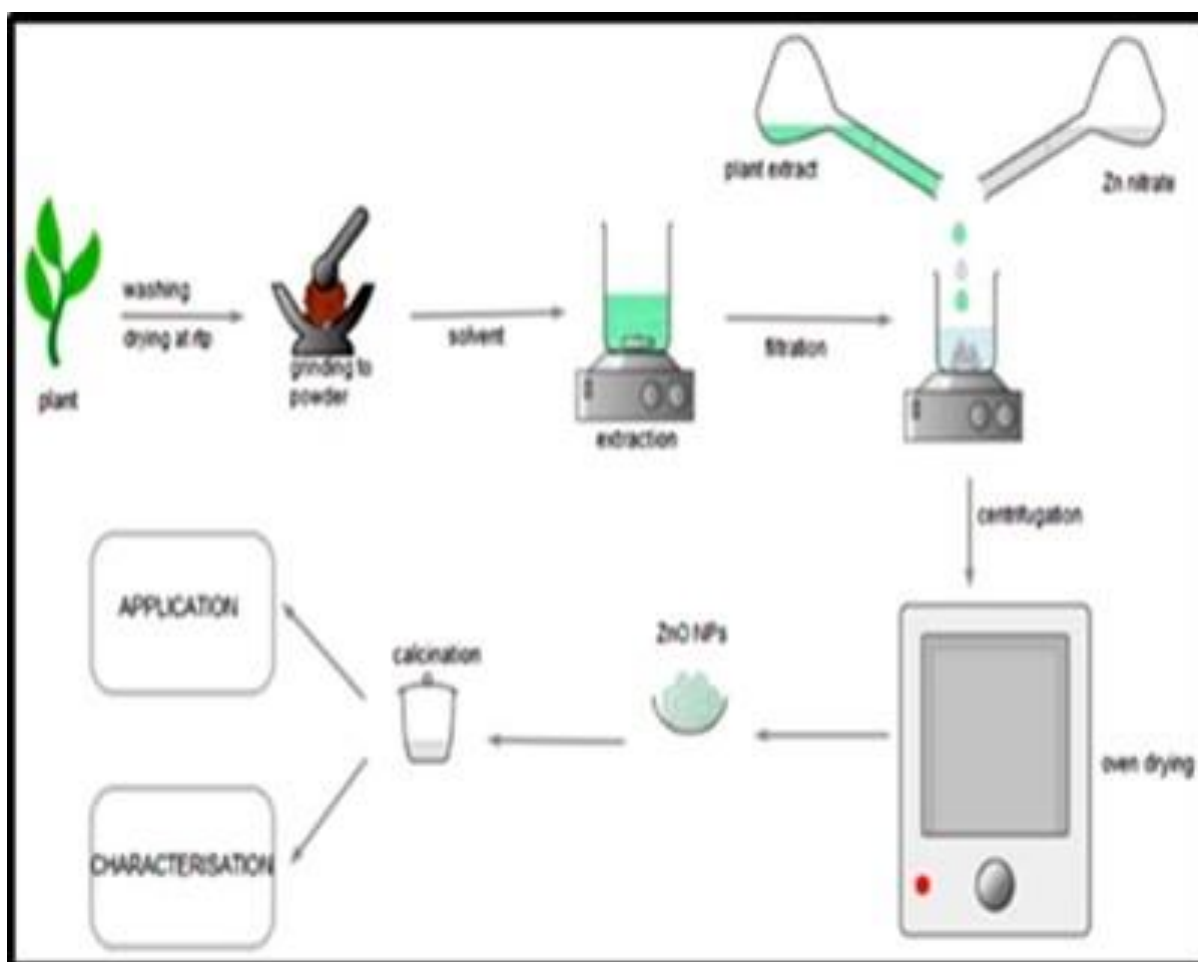 plant extract
Zn nitrate
washing
drying at rtp
plant
grinding to
powder
solvent
extraction
filtration
centrifugation
oven drying
ZnO NPs
calcination
APPLICATION
CHARACTERISATION